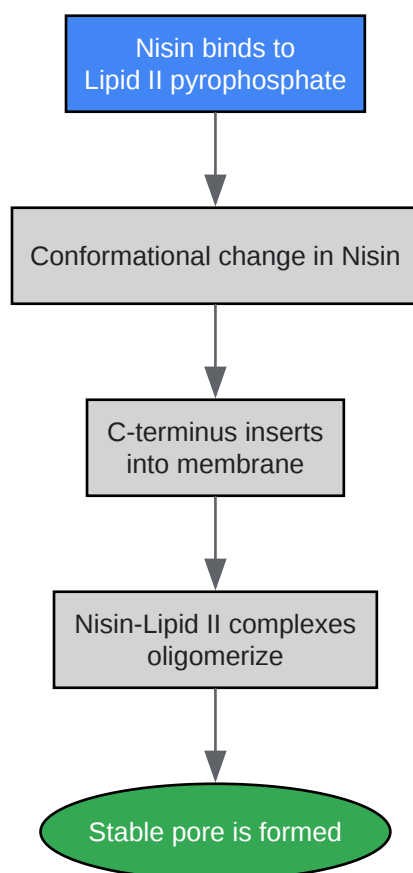 Nisin binds to
Lipid II pyrophosphate
Conformational change in Nisin
C-terminus inserts
into membrane
Nisin-Lipid II complexes
oligomerize
Stable pore is formed